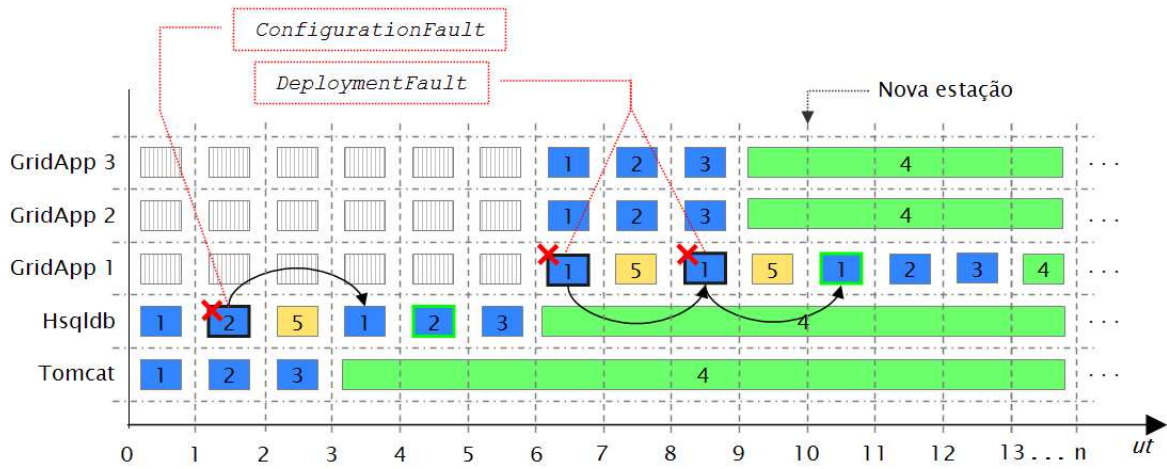 ConfigurationFault
DeploymentFault
Nova estação
GridApp 3 1 2 3 4 ...
GridApp 2 1 2 3 4 ...
GridApp 1 1 5 1 5 1 2 3 4 ...
Hsqldb 1 2 5 1 2 3 4 ...
Tomcat 1 2 3 4 ...
0 1 2 3 4 5 6 7 8 9 10 11 12 13 ... n ut